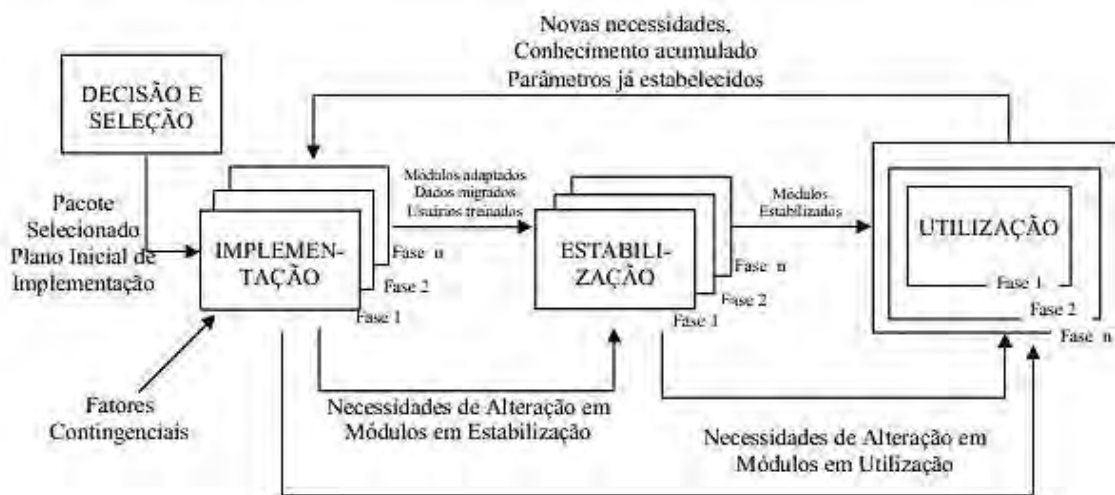 Novas necessidades,
Conhecimento acumulado
Parâmetros já estabelecidos
DECISÃO E
SELEÇÃO
Pacote
Selecionado
Plano Inicial de
Implementação
Módulos adaptados
Dados migrados
Usuários treinados
Módulos
Estabilizados
IMPLEMEN-
TAÇÃO
Fase n
Fase 2
Fase 1
ESTABILI-
ZAÇÃO
Fase n
Fase 2
Fase 1
UTILIZAÇÃO
Fase 1
Fase 2
Fase n
Fatores
Contingenciais
Necessidades de Alteração em
Módulos em Estabilização
Necessidades de Alteração em
Módulos em Utilização